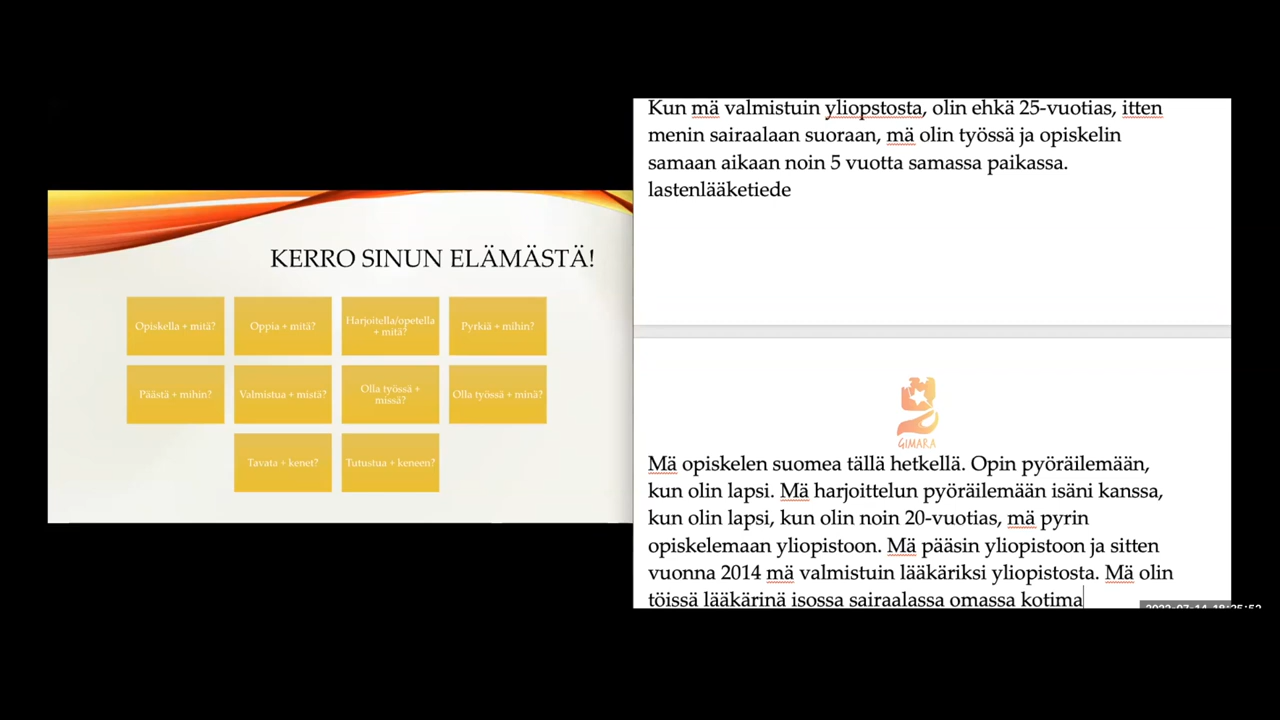 KERRO SINUN ELÄMÄSTÄ!
Opiskella + mitä?
Oppia + mitä?
Harjoitella/opetella
+ mitä?
Pyrkiä + mihin?
Päästä + mihin?
Valmistua + mistä?
Olla työssä +
missä?
Olla työssä + minä?
Tavata + kenet?
Tutustua + keneen?
Kun mä valmistuin yliopstosta, olin ehkä 25-vuotias, itten
menin sairaalaan suoraan, mä olin työssä ja opiskelin
samaan aikaan noin 5 vuotta samassa paikassa.
lastenlääketiede
GIMARA
Mä opiskelen suomea tällä hetkellä. Opin pyöräilemään,
kun olin lapsi. Mä harjoittelun pyöräilemään isäni kanssa,
kun olin lapsi, kun olin noin 20-vuotias, mä pyrin
opiskelemaan yliopistoon. Mä pääsin yliopistoon ja sitten
vuonna 2014 mä valmistuin lääkäriksi yliopistosta. Mä olin
töissä lääkärinä isossa sairaalassa omassa kotima